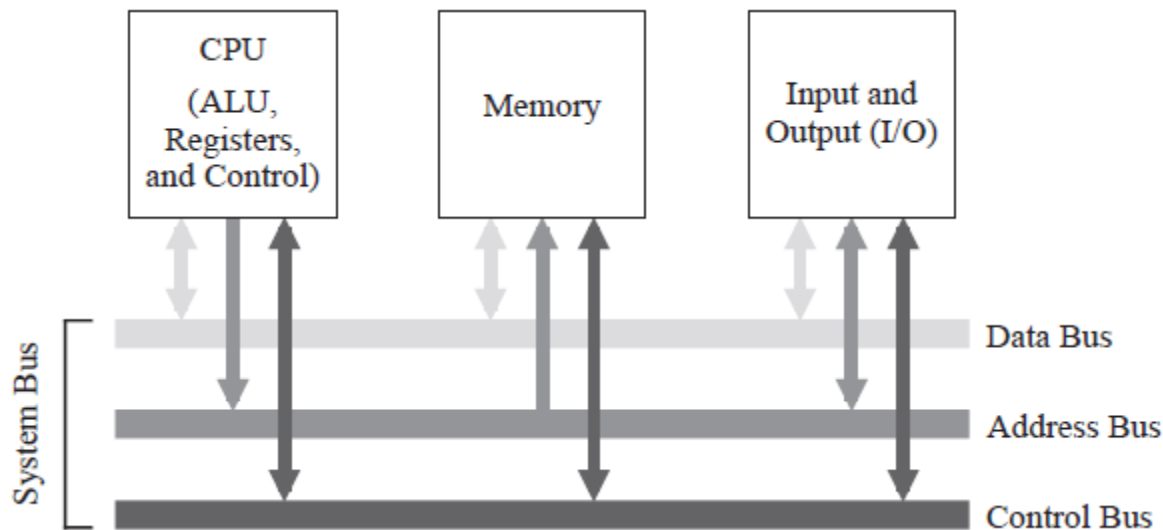 CPU
(ALU,
Registers,
and Control)
Memory
Input and
Output (I/O)
System Bus
Data Bus
Address Bus
Control Bus